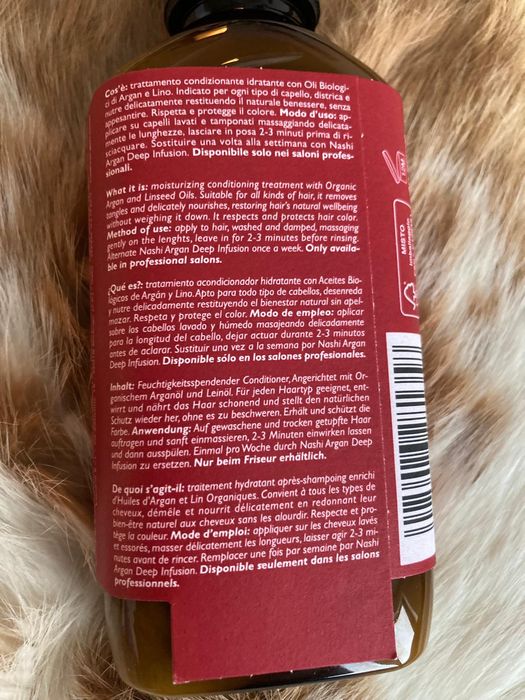 Cos'è: trattamento condizionante idratante con Oli Biologi-
ci di Argan e Lino. Indicato per ogni tipo di capello, districa e
nutre delicatamente restituendo il naturale benessere, senza
appesantire. Rispetta e protegge il colore. Modo d'uso: ap-
plicare su capelli lavati e tamponati massaggiando delicata-
mente le lunghezze, lasciare in posa 2-3 minuti prima di ri-
sciacquare. Sostituire una volta alla settimana con Nashi
Argan Deep Infusion. Disponibile solo nei saloni profes-
sionali.
What it is: moisturizing conditioning treatment with Organic
Argan and Linseed Oils. Suitable for all kinds of hair, it removes
tangles and delicately nourishes, restoring hair's natural wellbeing
without weighing it down. It respects and protects hair color.
Method of use: apply to hair, washed and damped, massaging
gently on the lenghts, leave in for 2-3 minutes before rinsing.
Alternate Nashi Argan Deep Infusion once a week. Only availa-
ble in professional salons.
¿Qué es?: tratamiento acondicionador hidratante con Aceites Bio-
lógicos de Argán y Lino. Apto para todo tipo de cabellos, desenreda
y nutre delicadamente restituyendo el bienestar natural sin apel-
mazar. Respeta y protege el color. Modo de empleo: aplicar
sobre los cabellos lavado y húmedo masajeando delicadamente
para la longitud del cabello, dejar actuar durante 2-3 minutos
antes de aclarar. Sustituir una vez a la semana por Nashi Argan
Deep Infusion. Disponible sólo en los salones profesionales.
Inhalt: Feuchtigkeitsspendender Conditioner, Angerichtet mit Or-
ganischem Arganöl und Leinöl. Für jeden Haartyp geeignet, ent-
wirrt und nährt das Haar schonend und stellt den natürlichen
Schutz wieder her, ohne es zu beschweren. Erhält und schützt die
Farbe. Anwendung: Auf gewaschene und trocken getupfte Haar
auftragen und sanft einmassieren, 2-3 Minuten einwirken lassen
und dann ausspülen. Einmal pro Woche durch Nashi Argan Deep
Infusion zu ersetzen. Nur beim Friseur erhältlich.
De quoi s'agit-il: traitement hydratant après-shampoing enrichi
d'Huiles d'Argan et Lin Organiques. Convient à tous les types de
cheveux, démêle et nourrit délicatement en redonnant leur
bien-être naturel aux cheveux sans les alourdir. Respecte et pro-
tège la couleur. Mode d'emploi: appliquer sur les cheveux lavés
et essorés, masser délicatement les longueurs, laisser agir 2-3 mi-
nutes avant de rincer. Remplacer une fois par semaine par Nashi
Argan Deep Infusion. Disponible seulement dans les salons
professionnels.
MISTO